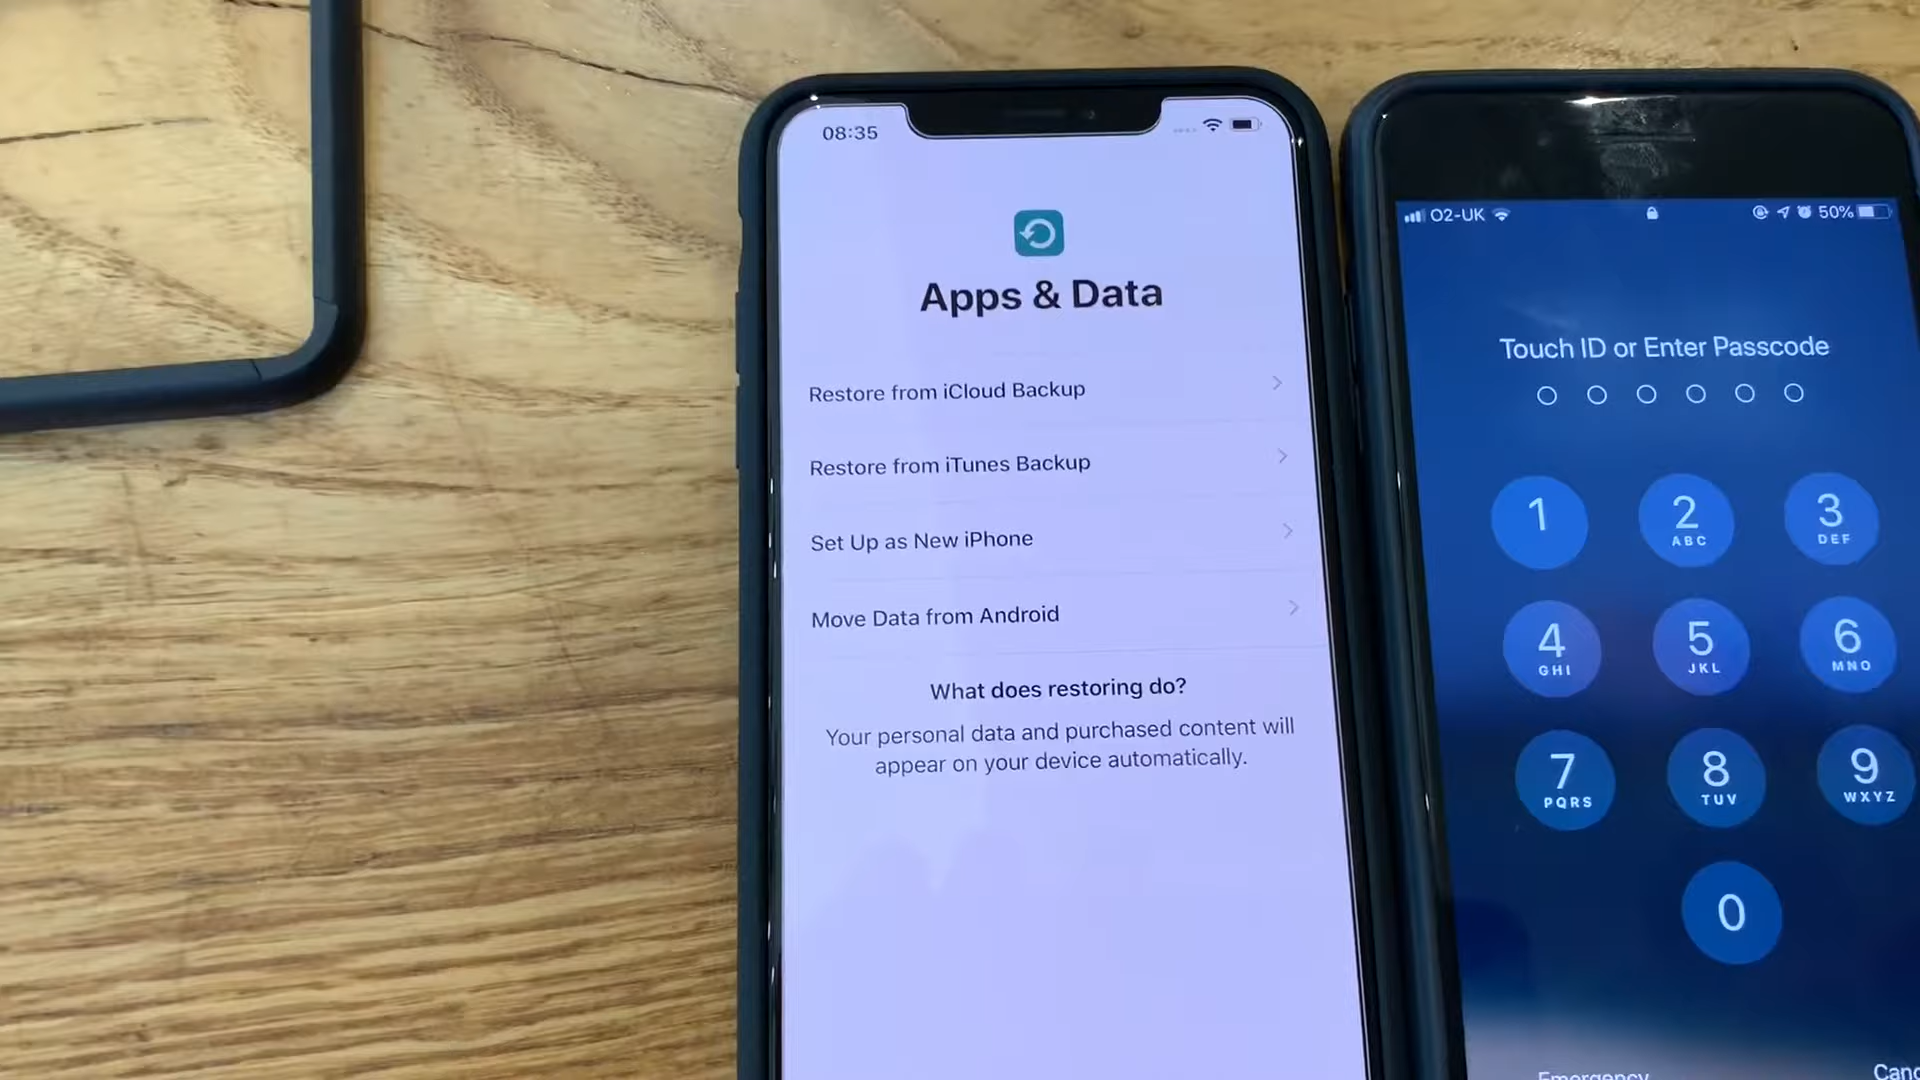 08:35
Apps & Data
Restore from iCloud Backup
Restore from iTunes Backup
Set Up as New iPhone
Move Data from Android
What does restoring do?
Your personal data and purchased content will
appear on your device automatically.
O2-UK
50%
Touch ID or Enter Passcode
1
2
ABC
3
DEF
4
GHI
5
JKL
6
MNO
7
PQRS
8
TUV
9
WXYZ
0
Emergency
Canc